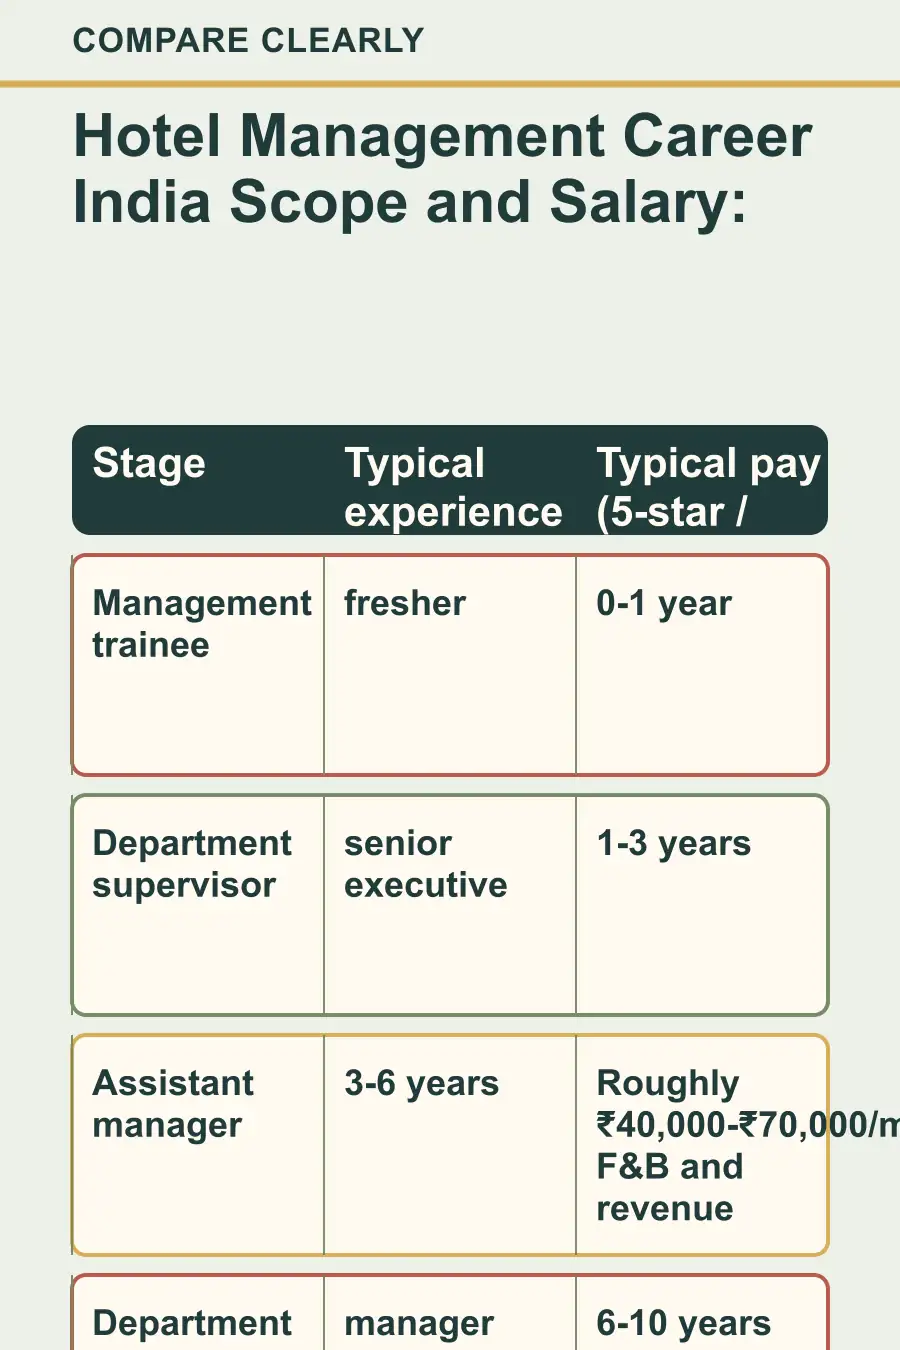 COMPARE CLEARLY
Hotel Management Career
India Scope and Salary:
Stage
Typical
experience
Typical pay
(5-star /
Management
trainee
fresher
0-1 year
Department
supervisor
senior
executive
1-3 years
Assistant
manager
3-6 years
Roughly
₹40,000-₹70,000/m
F&B and
revenue
Department
manager
6-10 years